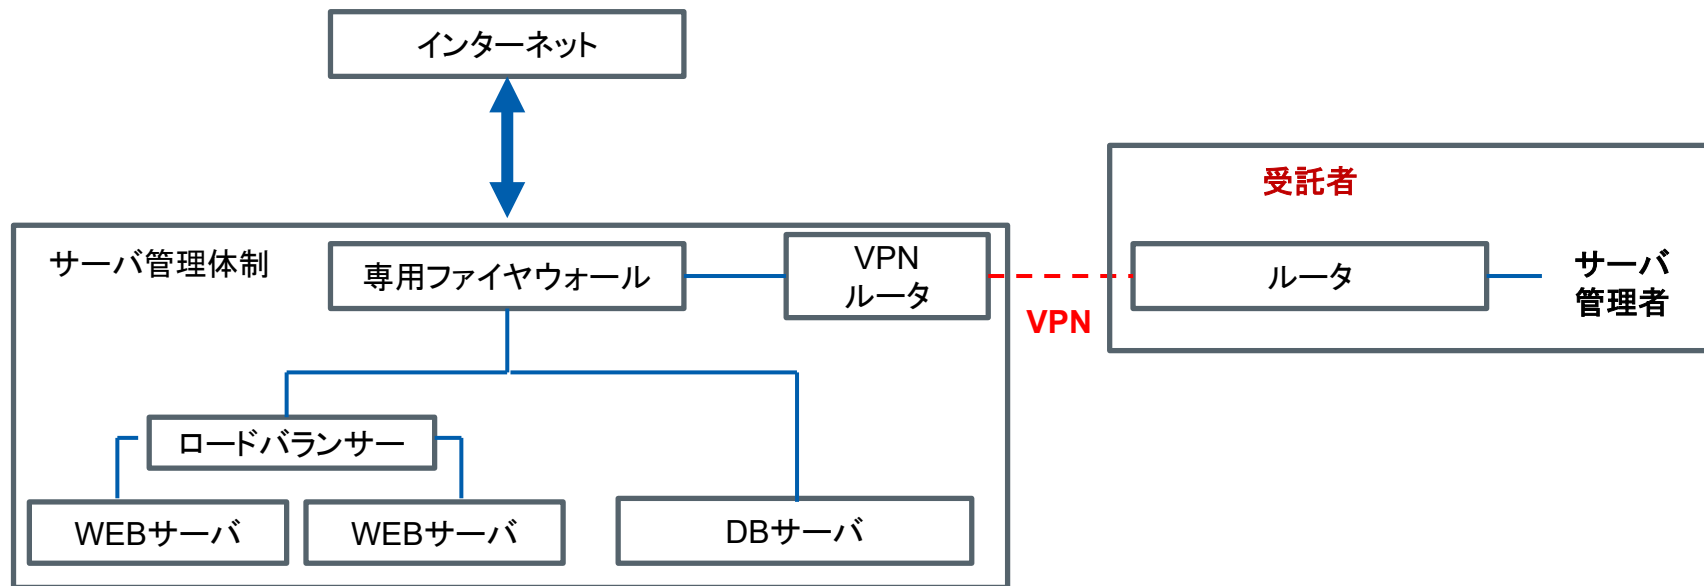 インターネット
受託者
サーバ管理体制
専用ファイヤウォール
VPN
ルータ
VPN
ルータ
サーバ
管理者
ロードバランサー
WEBサーバ
WEBサーバ
DBサーバ